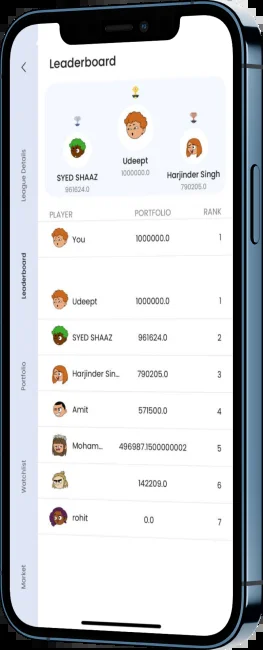 Leaderboard
Udeept
1000000.0
SYED SHAAZ
961624.0
Harjinder Singh
790205.0
PLAYER PORTFOLIO RANK
You 1000000.0 1
Udeept 1000000.0 1
SYED SHAAZ 961624.0 2
Harjinder Sin... 790205.0 3
Amit 571500.0 4
Moham... 496987.1500000002 5
142209.0 6
rohit 0.0 7
League Details
Leaderboard
Portfolio
Watchlist
Market